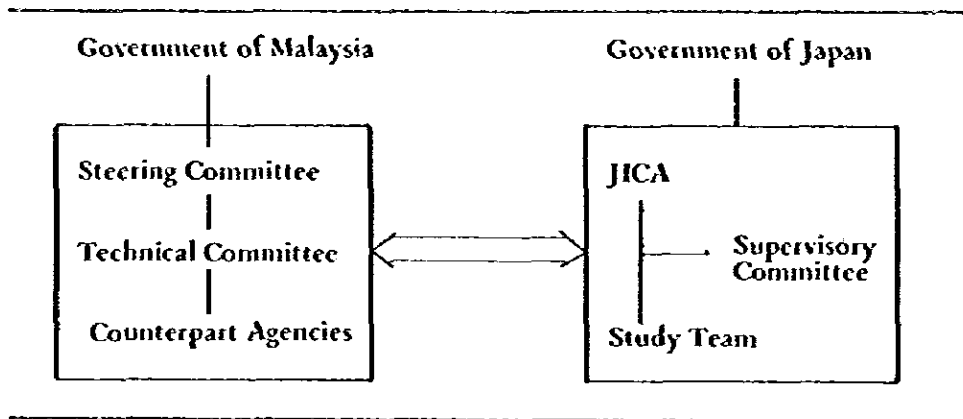 Government of Malaysia
Steering Committee
Technical Committee
Counterpart Agencies
Government of Japan
JICA
Supervisory
Committee
Study Team